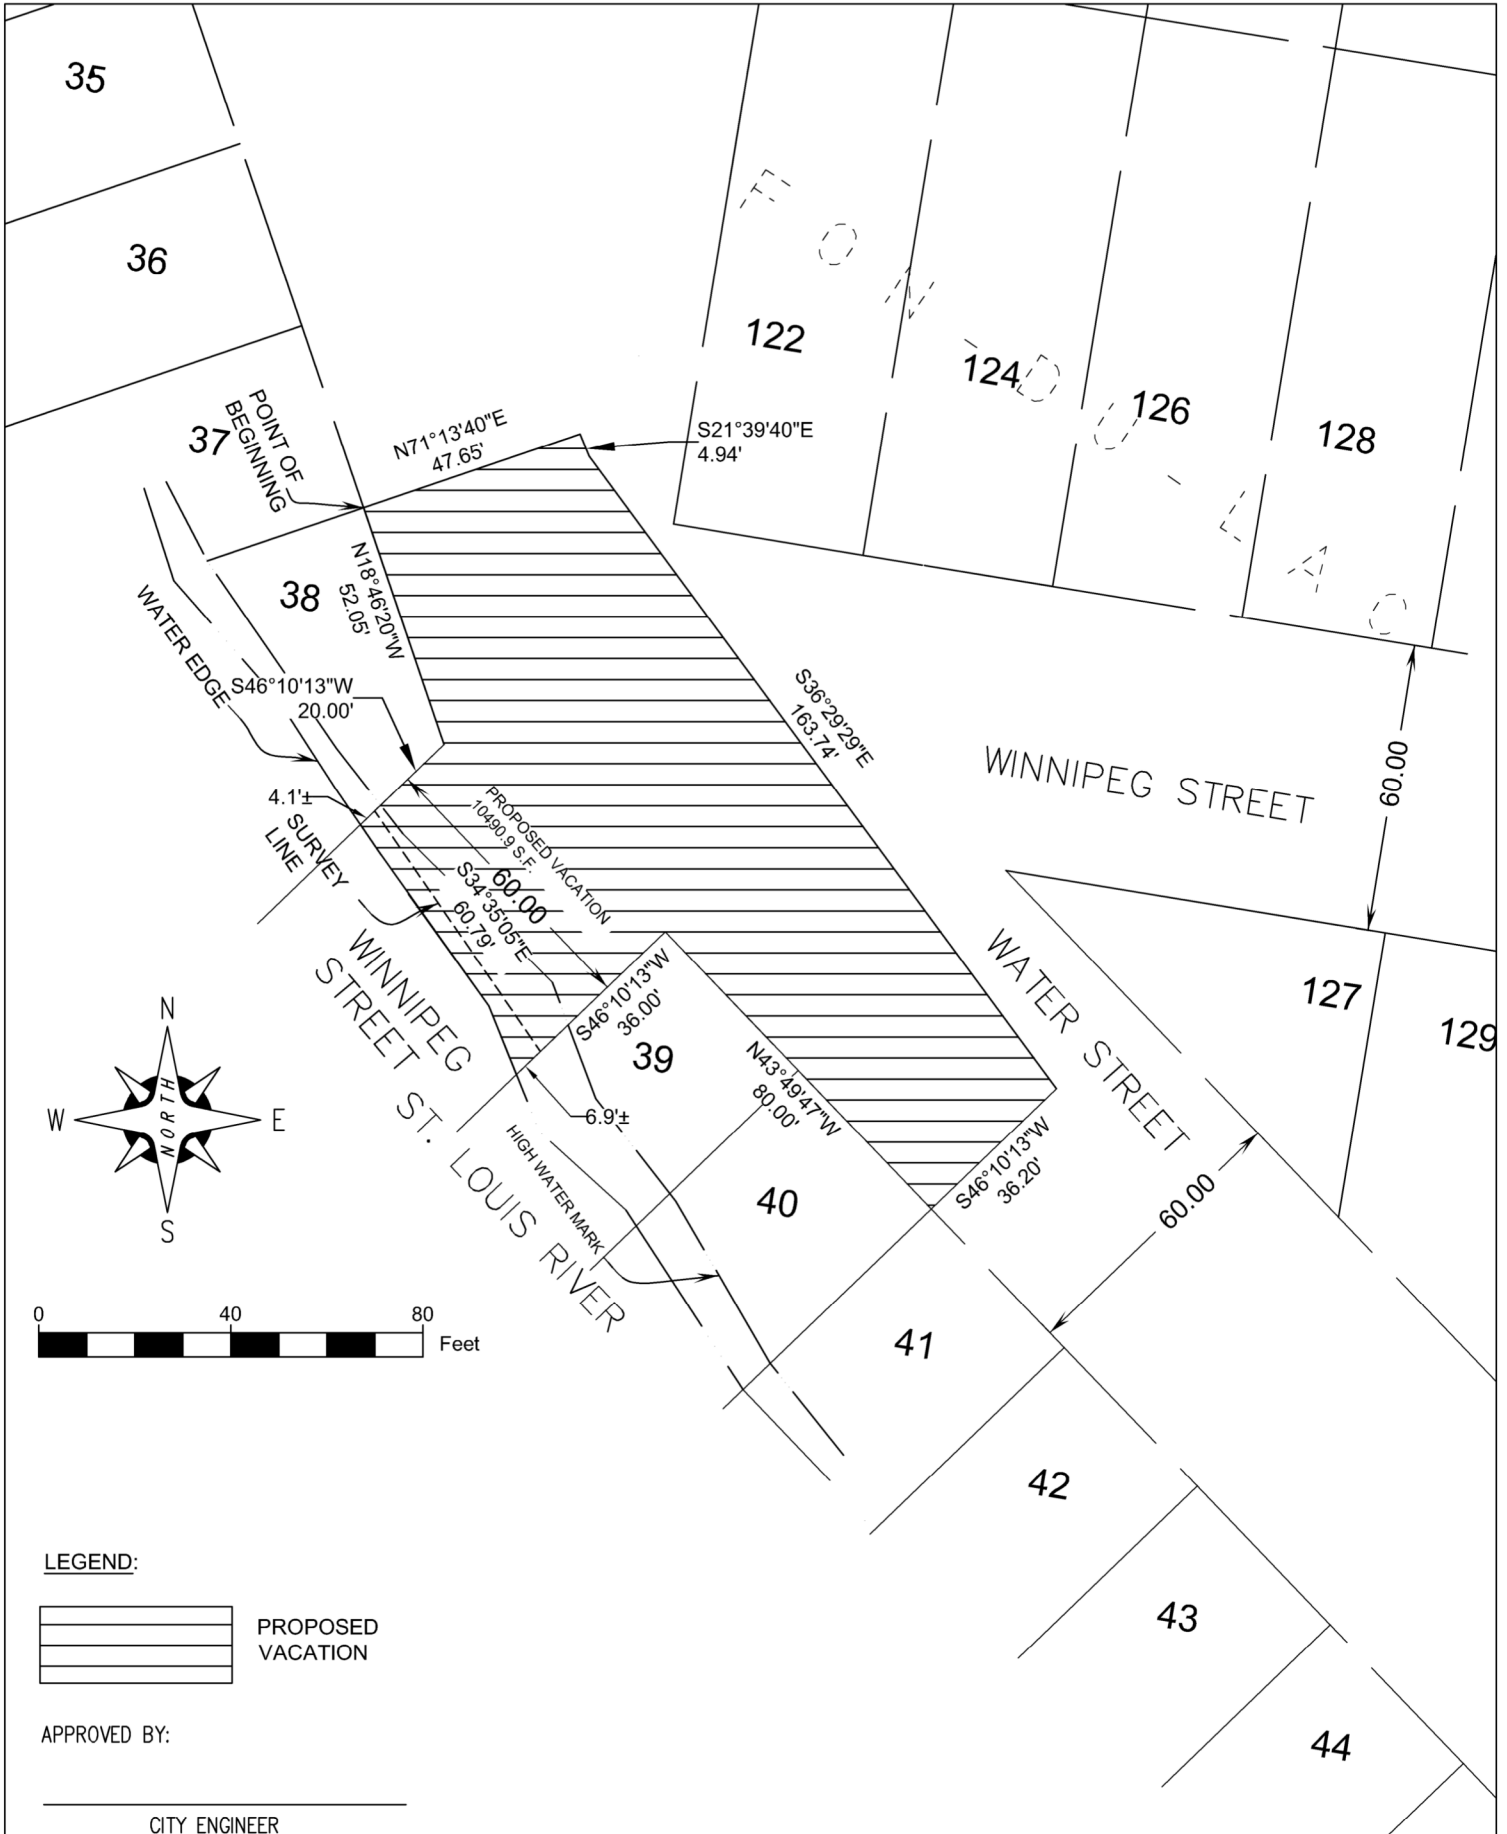 35
36
37
POINT OF
BEGINNING
N71°13'40"E
47.65'
S21°39'40"E
4.94'
FON-DU-LAC
122
124
126
128
38
N18°46'20"W
52.05'
WATER EDGE
S46°10'13"W
20.00'
4.1'±
SURVEY
LINE
PROPOSED VACATION
10490.9 S.F.
60.00
S34°35'05"E
60.79'
S36°29'29"E
163.74'
WINNIPEG STREET
60.00
WINNIPEG
STREET
S46°10'13"W
36.00'
39
N43°49'47"W
80.00'
WATER STREET
127
129
N
W
E
S
NORTH
ST. LOUIS RIVER
6.9'±
HIGH WATER MARK
40
S46°10'13"W
36.20'
60.00
0 40 80
Feet
41
42
43
44
LEGEND:
PROPOSED
VACATION
APPROVED BY:
CITY ENGINEER